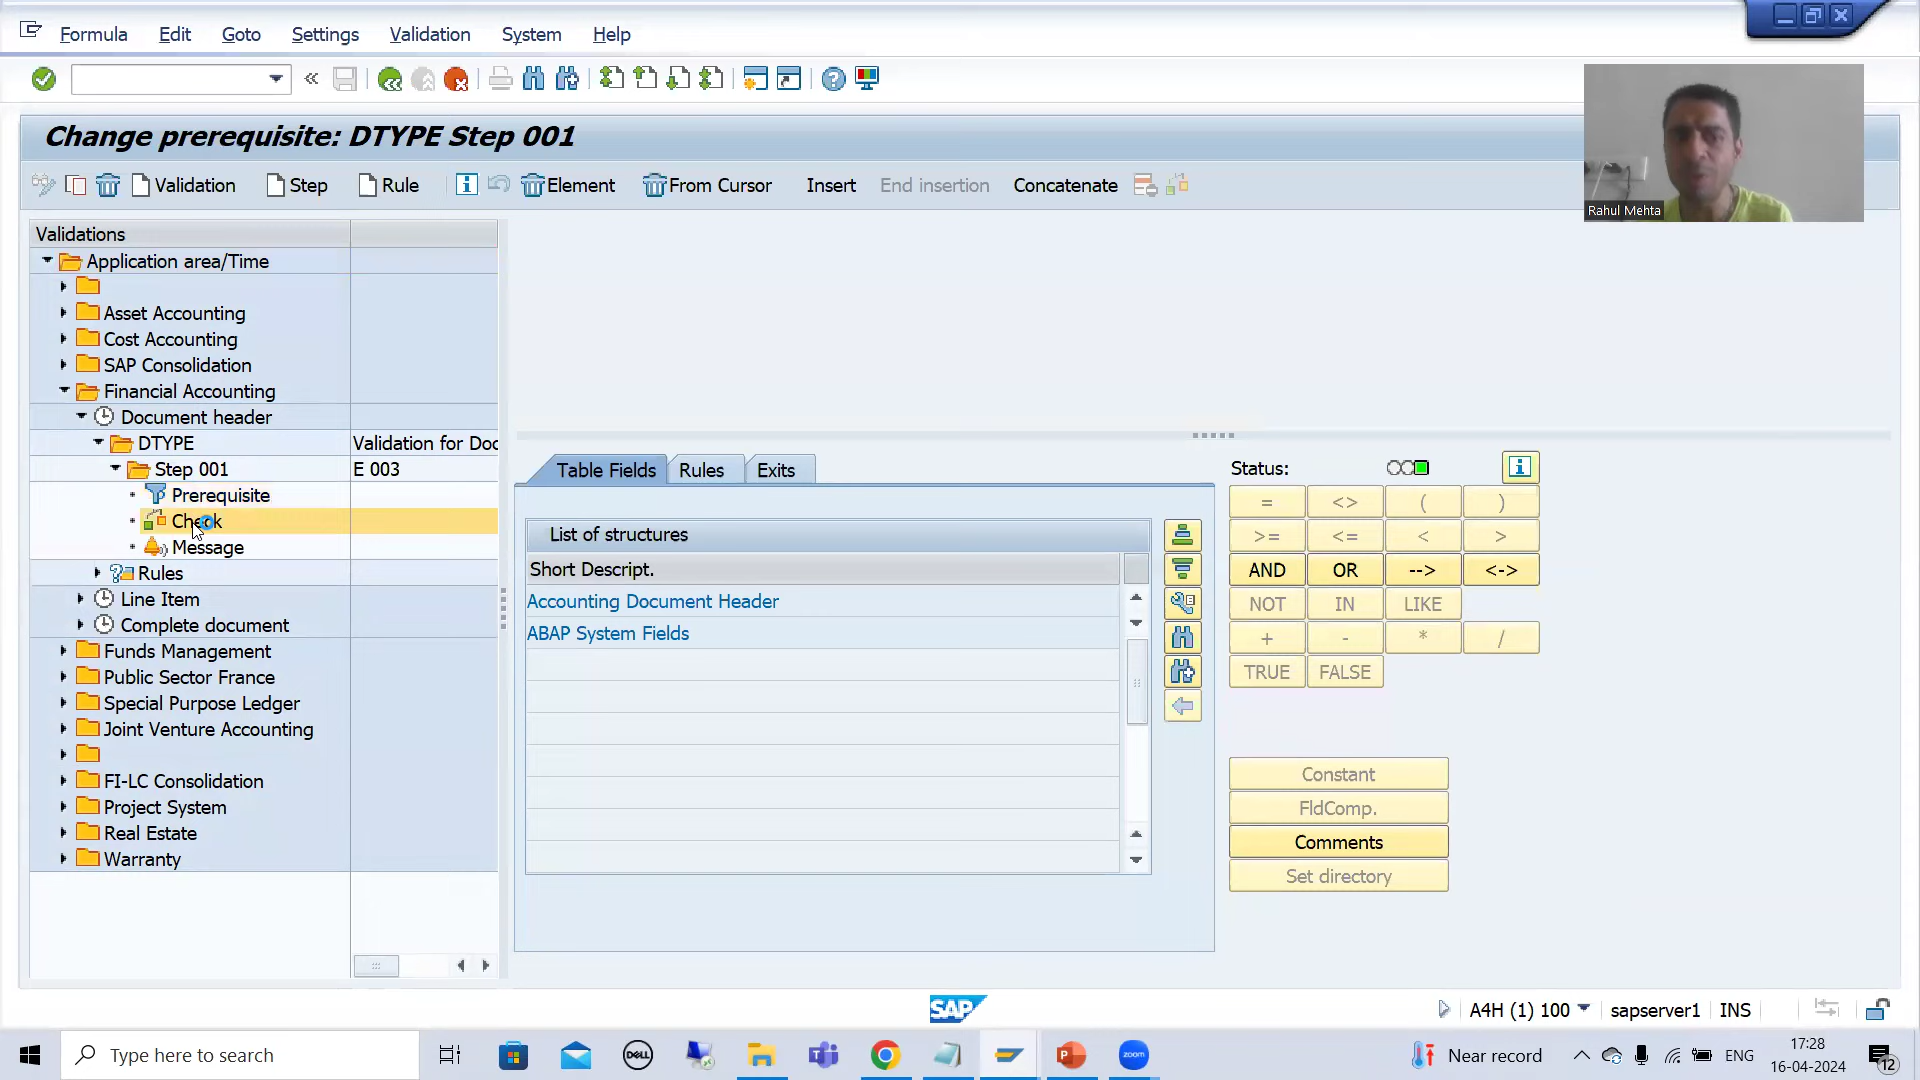 Formula Edit Goto Settings Validation System Help
Change prerequisite: DTYPE Step 001
Validation Step Rule Element From Cursor Insert End insertion Concatenate
Rahul Mehta
Validations
Application area/Time
Asset Accounting
Cost Accounting
SAP Consolidation
Financial Accounting
Document header
DTYPE Validation for Doc
Step 001 E 003
Prerequisite
Check
Message
Rules
Line Item
Complete document
Funds Management
Public Sector France
Special Purpose Ledger
Joint Venture Accounting
FI-LC Consolidation
Project System
Real Estate
Warranty
Table Fields Rules Exits
List of structures
Short Descript.
Accounting Document Header
ABAP System Fields
Status:
= <> ( )
>= <= < >
AND OR --> <->
NOT IN LIKE
+ - * /
TRUE FALSE
Constant
FldComp.
Comments
Set directory
SAP
A4H (1) 100 sapserver1 INS
Type here to search
DELL
zoom
Near record
ENG
17:28
16-04-2024
12